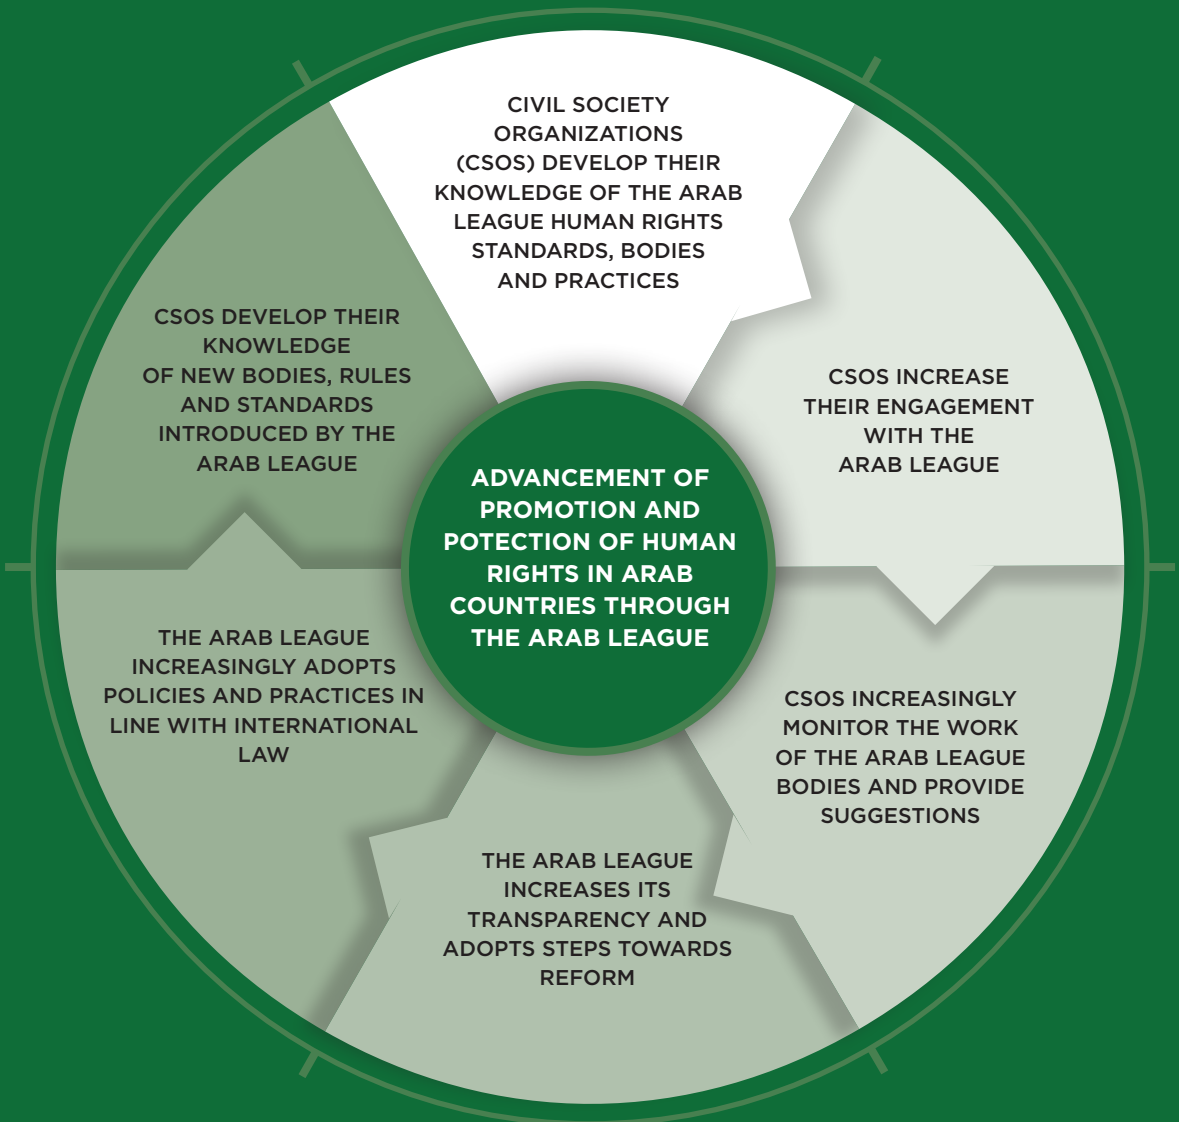 CIVIL SOCIETY
ORGANIZATIONS
(CSOS) DEVELOP THEIR
KNOWLEDGE OF THE ARAB
LEAGUE HUMAN RIGHTS
STANDARDS, BODIES
AND PRACTICES
CSOS INCREASE
THEIR ENGAGEMENT
WITH THE
ARAB LEAGUE
CSOS INCREASINGLY
MONITOR THE WORK
OF THE ARAB LEAGUE
BODIES AND PROVIDE
SUGGESTIONS
THE ARAB LEAGUE
INCREASES ITS
TRANSPARENCY AND
ADOPTS STEPS TOWARDS
REFORM
THE ARAB LEAGUE
INCREASINGLY ADOPTS
POLICIES AND PRACTICES IN
LINE WITH INTERNATIONAL
LAW
CSOS DEVELOP THEIR
KNOWLEDGE
OF NEW BODIES, RULES
AND STANDARDS
INTRODUCED BY THE
ARAB LEAGUE
ADVANCEMENT OF
PROMOTION AND
POTECTION OF HUMAN
RIGHTS IN ARAB
COUNTRIES THROUGH
THE ARAB LEAGUE